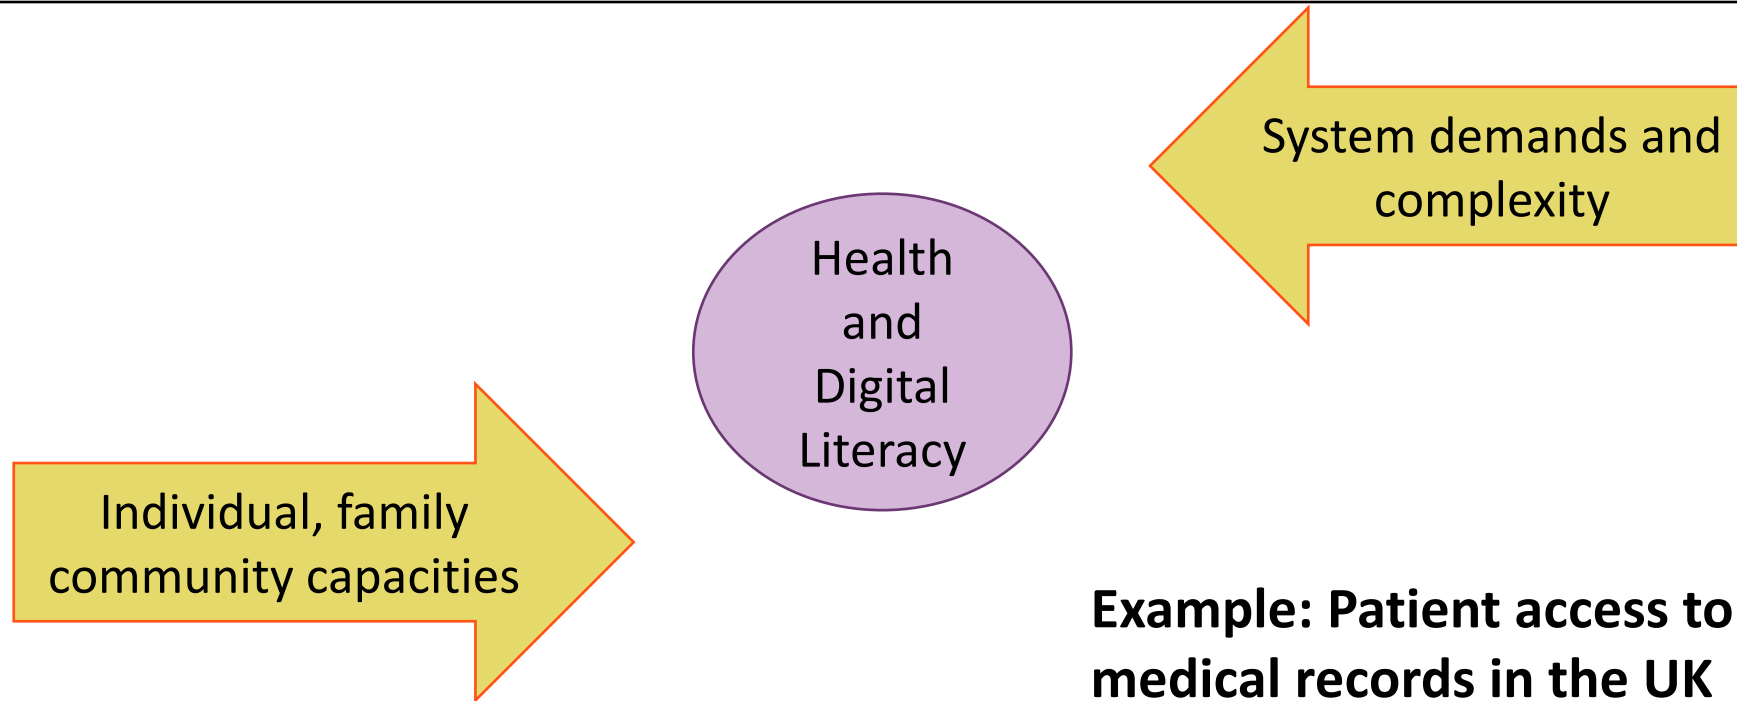 System demands and
complexity
Health
and
Digital
Literacy
Individual, family
community capacities
Example: Patient access to
medical records in the UK